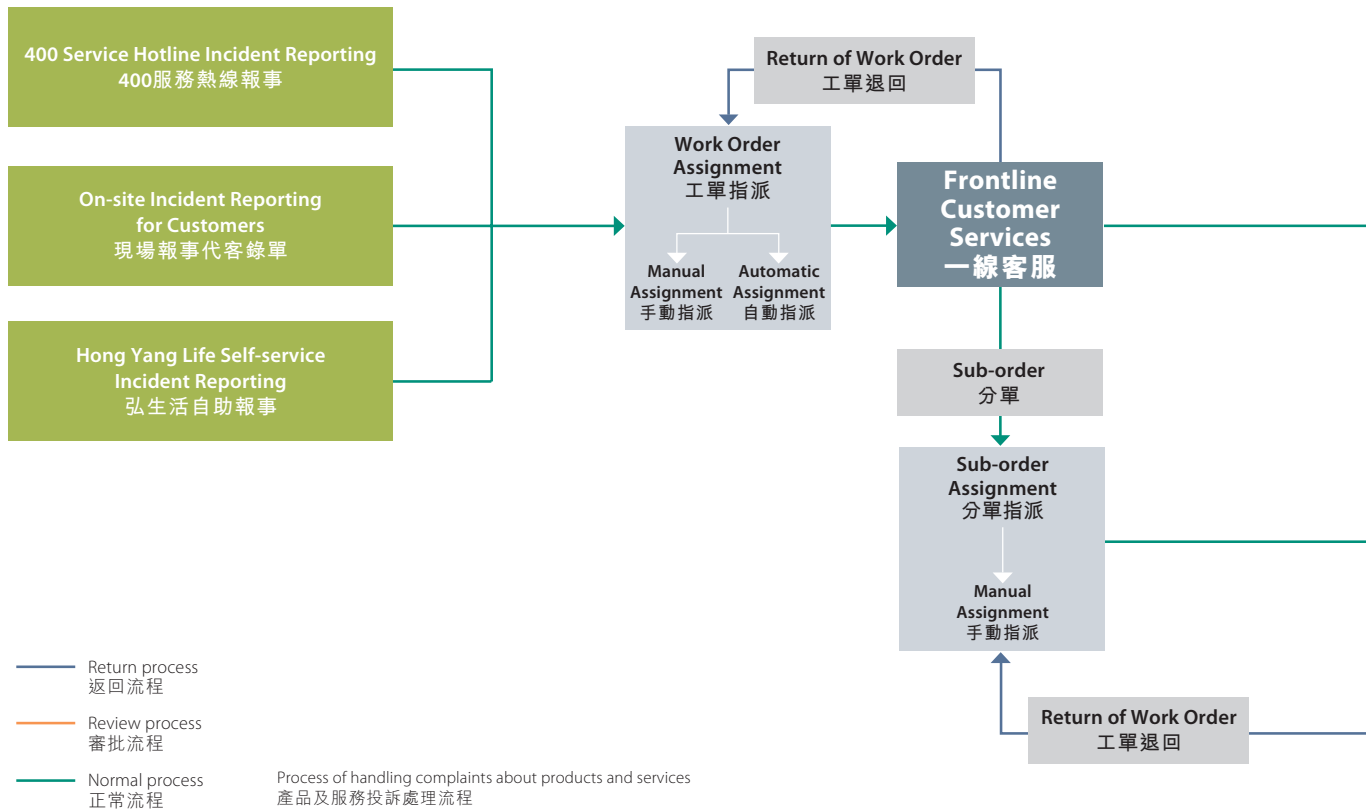 400 Service Hotline Incident Reporting
400服務熱線報事
On-site Incident Reporting
for Customers
現場報事代客錄單
Hong Yang Life Self-service
Incident Reporting
弘生活自助報事
Return of Work Order
工單退回
Work Order
Assignment
工單指派
Manual
Assignment
手動指派
Automatic
Assignment
自動指派
Frontline
Customer
Services
一線客服
Sub-order
分單
Sub-order
Assignment
分單指派
Manual
Assignment
手動指派
Return of Work Order
工單退回
Return process
返回流程
Review process
審批流程
Normal process
正常流程
Process of handling complaints about products and services
產品及服務投訴處理流程